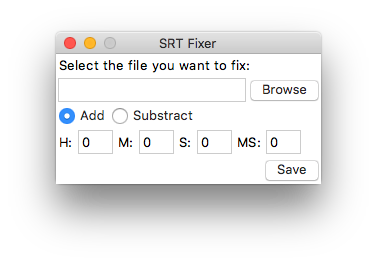 SRT Fixer
Select the file you want to fix:
Browse
Add Substract
H: 0 M: 0 S: 0 MS: 0
Save